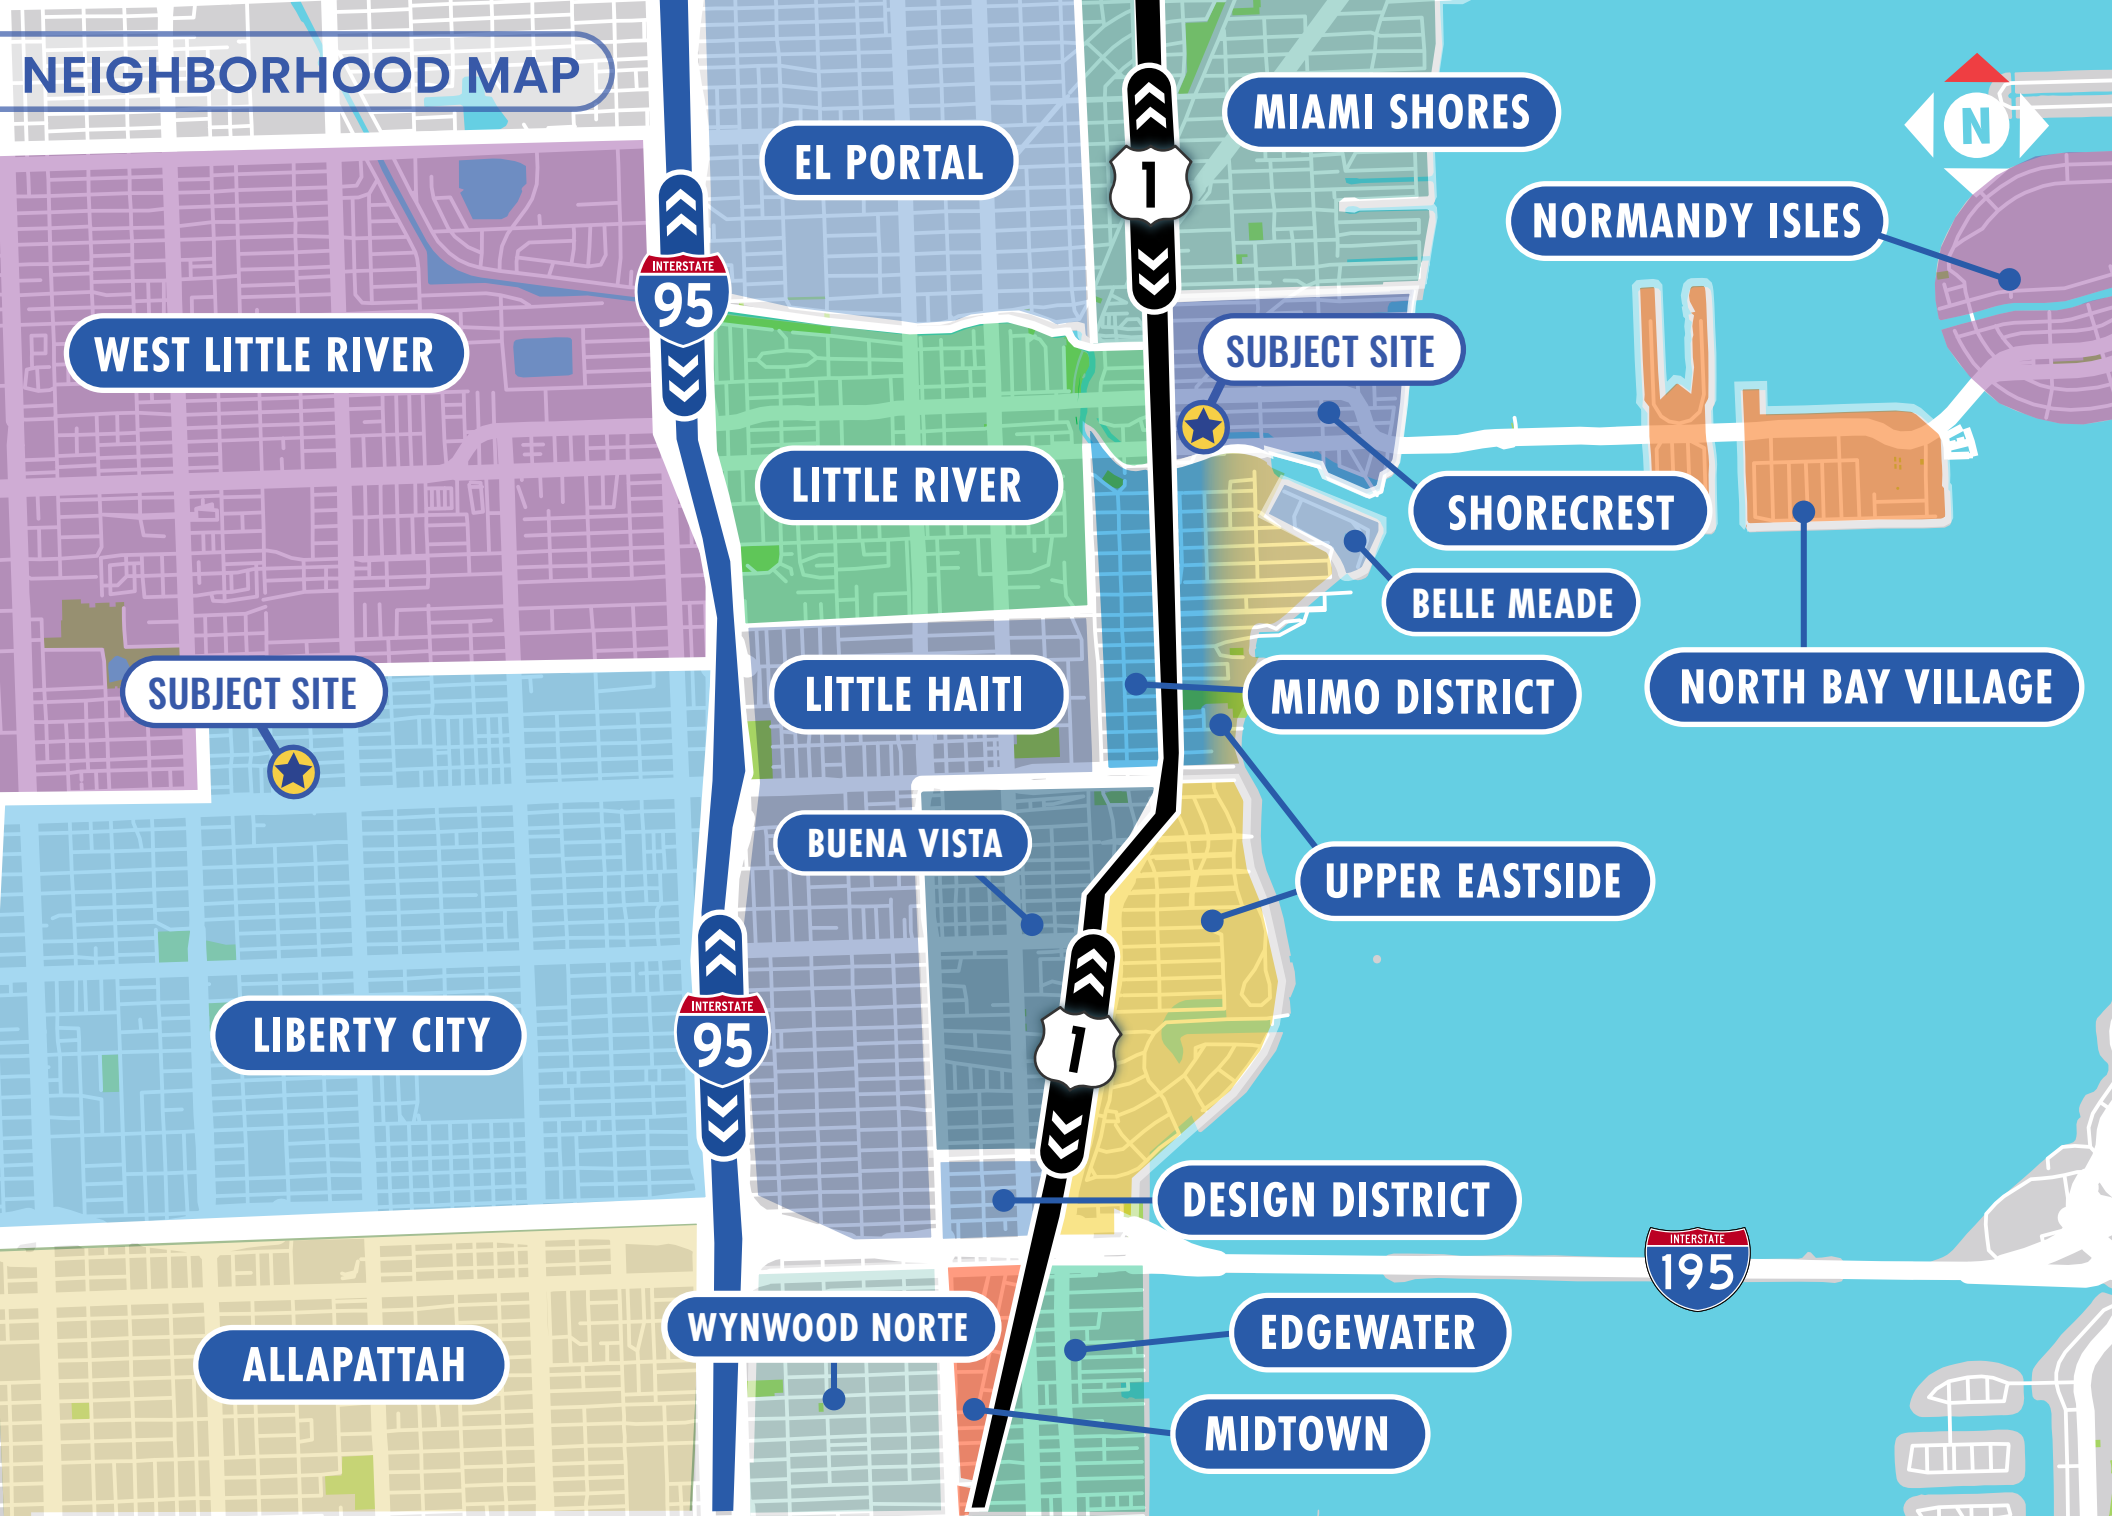 NEIGHBORHOOD MAP
MIAMI SHORES
N
EL PORTAL
1
NORMANDY ISLES
INTERSTATE
95
WEST LITTLE RIVER
SUBJECT SITE
LITTLE RIVER
SHORECREST
BELLE MEADE
SUBJECT SITE
LITTLE HAITI
MIMO DISTRICT
NORTH BAY VILLAGE
BUENA VISTA
UPPER EASTSIDE
INTERSTATE
95
LIBERTY CITY
1
DESIGN DISTRICT
INTERSTATE
195
WYNWOOD NORTE
EDGEWATER
ALLAPATTAH
MIDTOWN